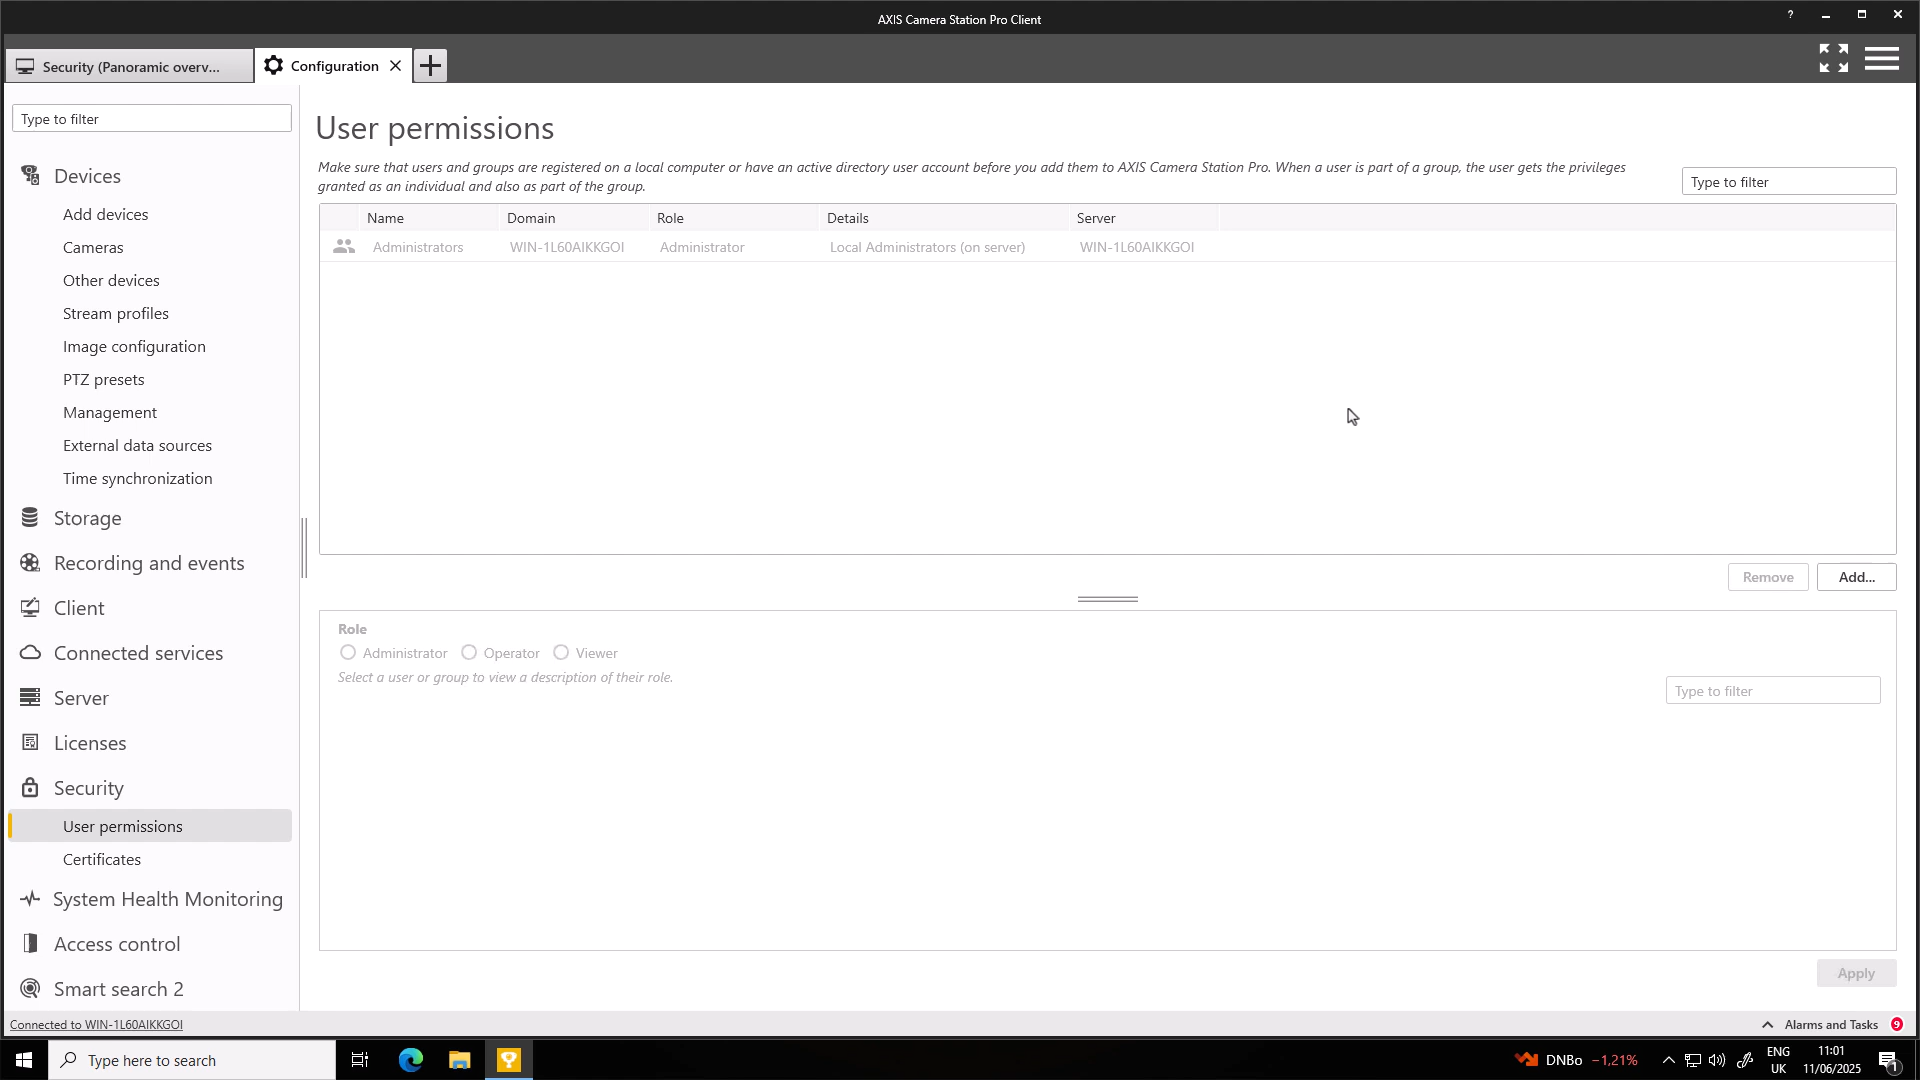 AXIS Camera Station Pro Client
?
Security (Panoramic overv...
Configuration
Type to filter
Devices
Add devices
Cameras
Other devices
Stream profiles
Image configuration
PTZ presets
Management
External data sources
Time synchronization
Storage
Recording and events
Client
Connected services
Server
Licenses
Security
User permissions
Certificates
System Health Monitoring
Access control
Smart search 2
User permissions
Make sure that users and groups are registered on a local computer or have an active directory user account before you add them to AXIS Camera Station Pro. When a user is part of a group, the user gets the privileges
granted as an individual and also as part of the group.
Type to filter
Name Domain Role Details Server
Administrators WIN-1L60AIKKGOI Administrator Local Administrators (on server) WIN-1L60AIKKGOI
Remove Add...
Role
Administrator Operator Viewer
Select a user or group to view a description of their role.
Type to filter
Apply
Connected to WIN-1L60AIKKGOI
Alarms and Tasks 9
Type here to search
DNBo −1,21%
ENG
UK
11:01
11/06/2025
1